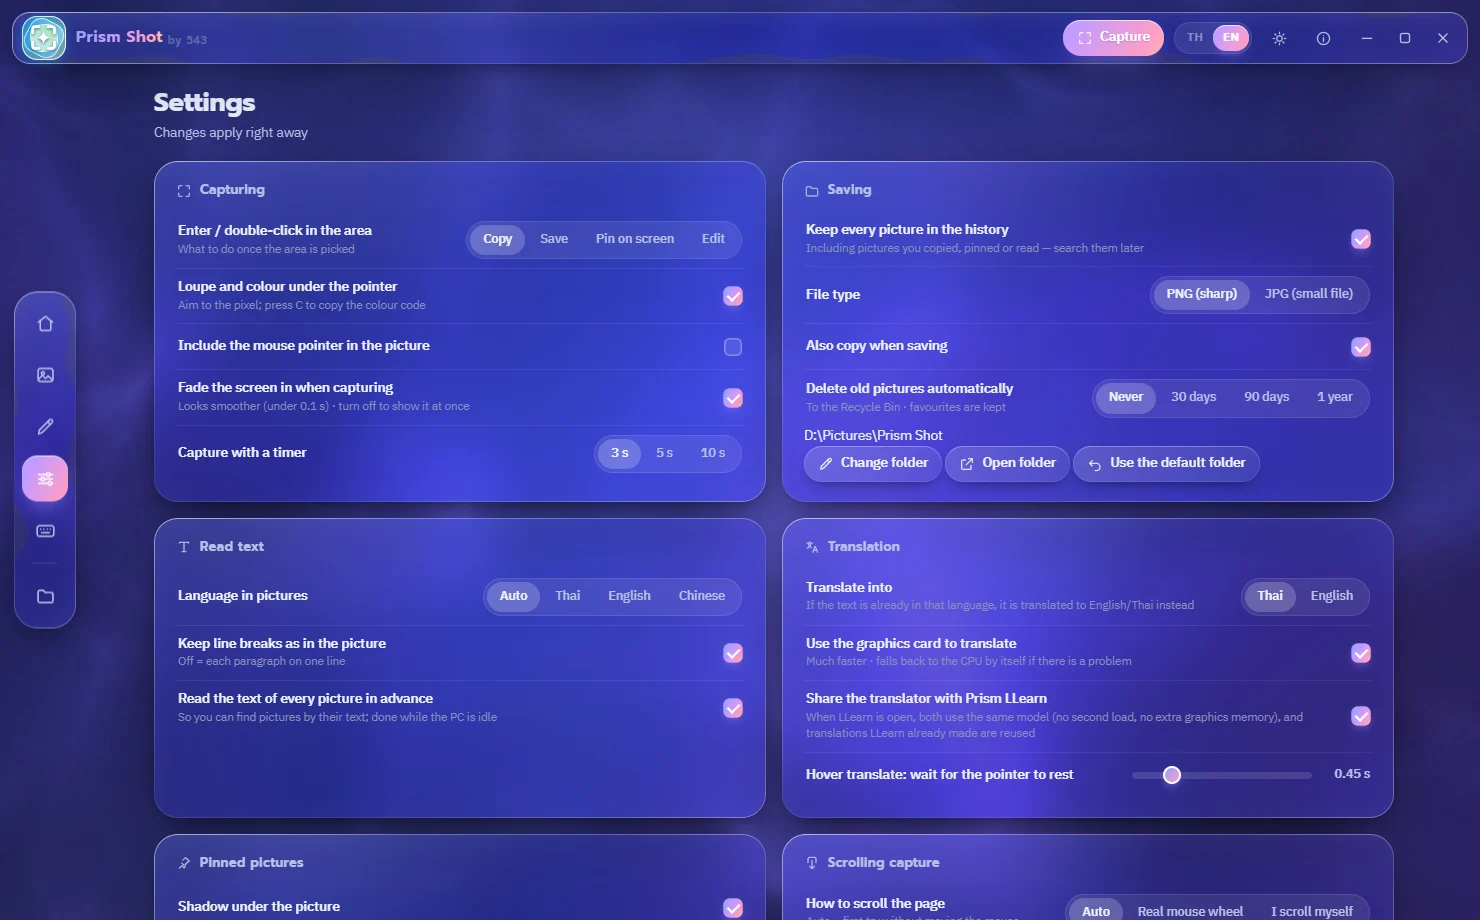 Prism Shot by 543
Capture
TH EN
Settings
Changes apply right away
Capturing
Enter / double-click in the area
What to do once the area is picked
Copy Save Pin on screen Edit
Loupe and colour under the pointer
Aim to the pixel; press C to copy the colour code
Include the mouse pointer in the picture
Fade the screen in when capturing
Looks smoother (under 0.1 s) · turn off to show it at once
Capture with a timer
3 s 5 s 10 s
Saving
Keep every picture in the history
Including pictures you copied, pinned or read — search them later
File type
PNG (sharp) JPG (small file)
Also copy when saving
Delete old pictures automatically
To the Recycle Bin · favourites are kept
Never 30 days 90 days 1 year
D:\Pictures\Prism Shot
Change folder Open folder Use the default folder
Read text
Language in pictures
Auto Thai English Chinese
Keep line breaks as in the picture
Off = each paragraph on one line
Read the text of every picture in advance
So you can find pictures by their text; done while the PC is idle
Translation
Translate into
If the text is already in that language, it is translated to English/Thai instead
Thai English
Use the graphics card to translate
Much faster · falls back to the CPU by itself if there is a problem
Share the translator with Prism LLearn
When LLearn is open, both use the same model (no second load, no extra graphics memory), and
translations LLearn already made are reused
Hover translate: wait for the pointer to rest
0.45 s
Pinned pictures
Shadow under the picture
Scrolling capture
How to scroll the page
Auto Real mouse wheel I scroll myself